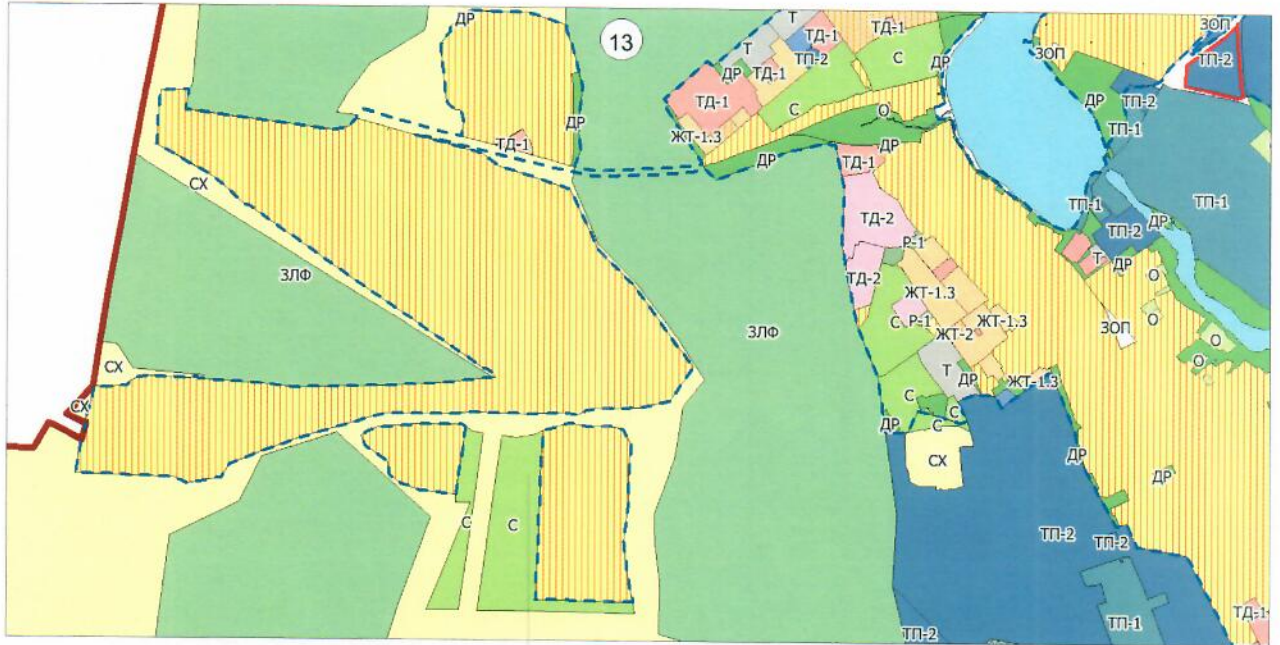 ДР
13
Т
ТД-1
ТД-1
ЗОП
Т
ТП-2
С
ДР
ЗОП
ТП-2
ДР
ТД-1
ТД-1
С
О
ДР
ТП-2
ДР
ТП-1
ТД-1
ЖТ-1.3
ДР
ДР
ТД-1
СХ
ТД-2
ТП-1
ТП-1
ТП-2
ДР
Р-1
Т
ДР
О
ЗЛФ
ТД-2
ЖТ-1.3
О
ЗЛФ
С
Р-1
ЖТ-2
ЖТ-1.3
ЗОП
О
О
СХ
Т
ДР
ЖТ-1.3
СХ
С
С
ДР
С
ДР
СХ
ДР
С
С
ТП-2
ТП-2
ТД-1
ТП-1
ТП-2